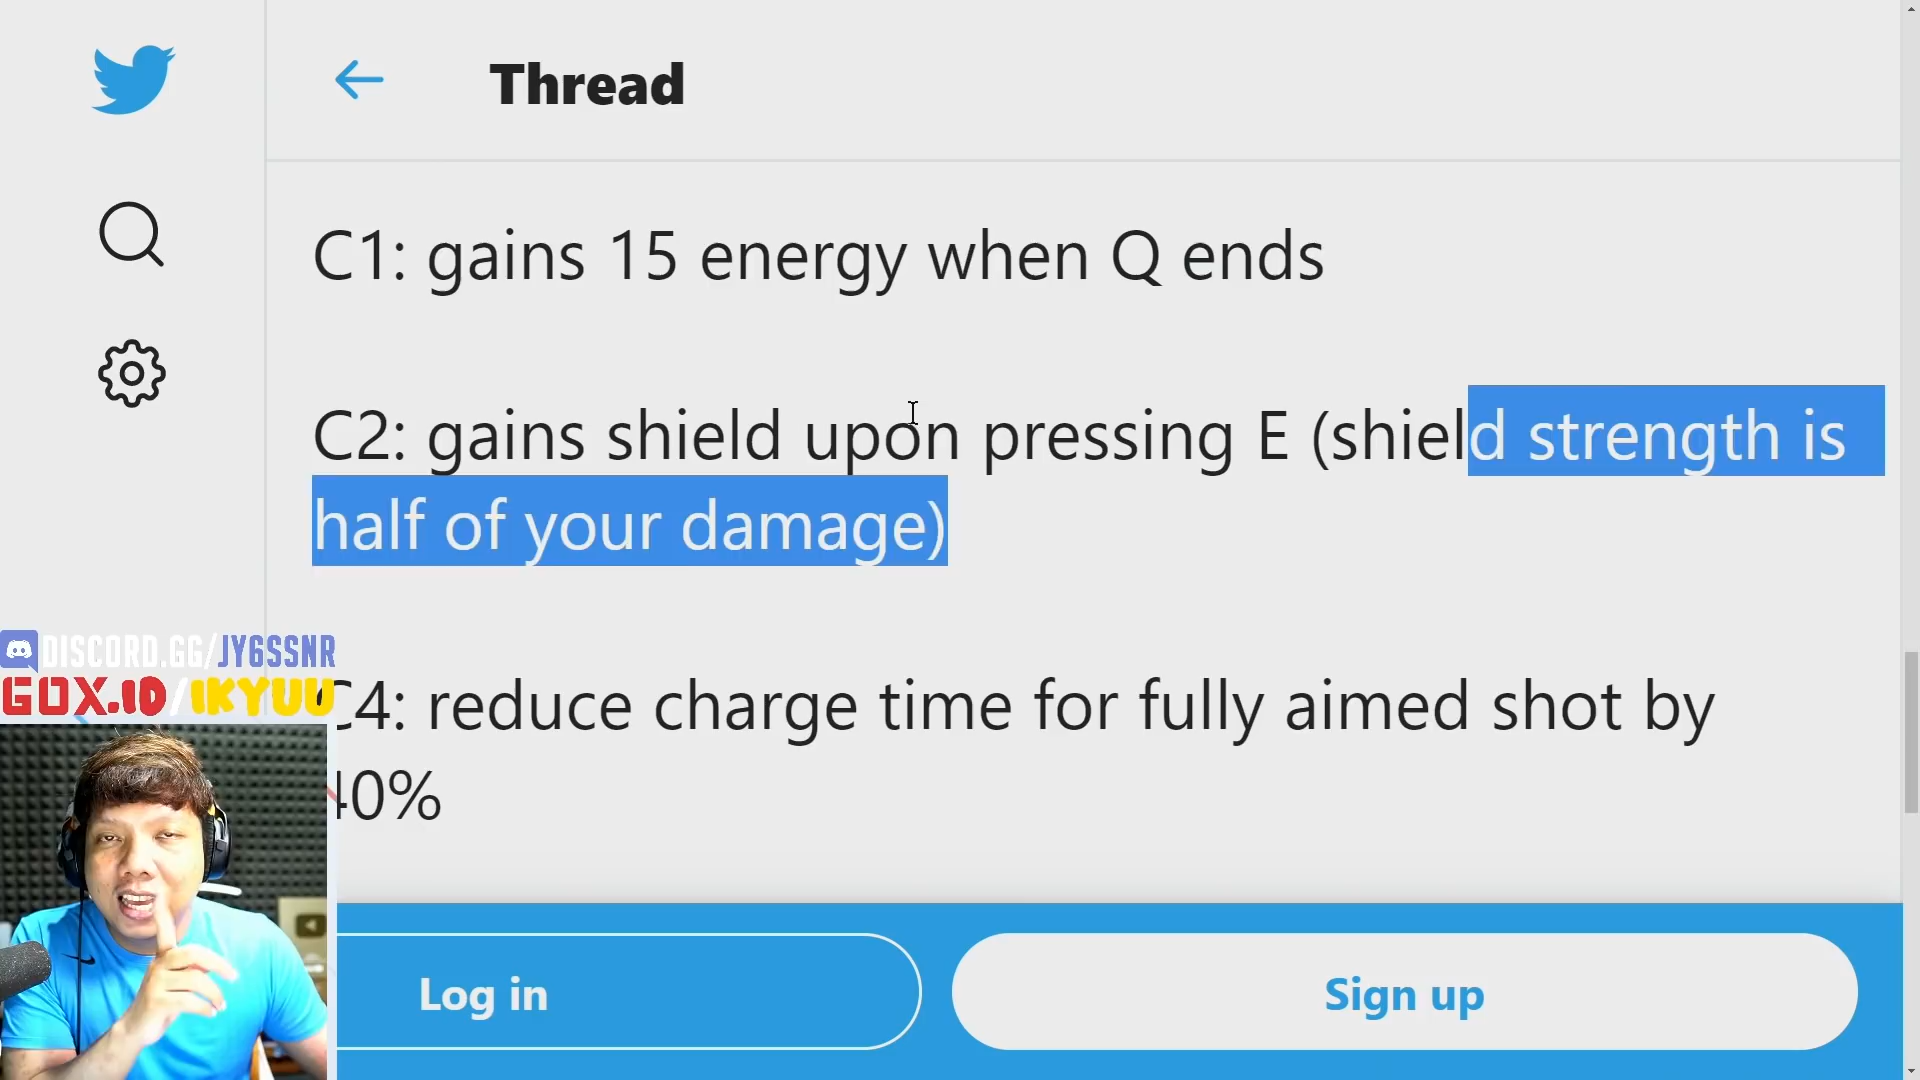 Thread
C1: gains 15 energy when Q ends
C2: gains shield upon pressing E (shield strength is
half of your damage)
DISCORD.GG/JY6SSNR
GOX.ID/IKYUU
C4: reduce charge time for fully aimed shot by
40%
Log in
Sign up